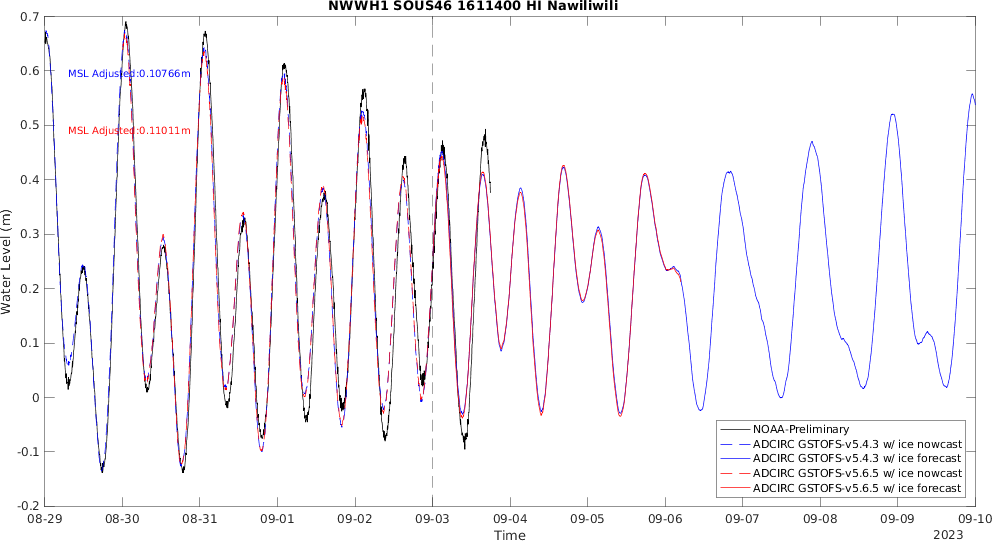 NWWH1 SOUS46 1611400 HI Nawiliwili
0.7
0.6
0.5
0.4
0.3
0.2
0.1
0
-0.1
-0.2
Water Level (m)
MSL Adjusted:0.10766m
MSL Adjusted:0.11011m
NOAA-Preliminary
ADCIRC GSTOFS-v5.4.3 w/ ice nowcast
ADCIRC GSTOFS-v5.4.3 w/ ice forecast
ADCIRC GSTOFS-v5.6.5 w/ ice nowcast
ADCIRC GSTOFS-v5.6.5 w/ ice forecast
08-29 08-30 08-31 09-01 09-02 09-03 09-04 09-05 09-06 09-07 09-08 09-09 09-10
Time
2023